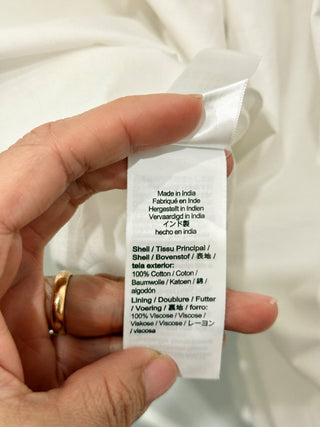 Made in India
Fabriqué en Inde
Hergestellt in Indien
Vervaardigd in India
インド製
hecho en india
Shell / Tissu Principal /
Shell / Bovenstof / 表地 /
tela exterior:
100% Cotton / Coton /
Baumwolle / Katoen / 綿 /
algodón
Lining / Doublure / Futter
/ Voering / 裏地 / forro:
100% Viscose / Viscose /
Viskose / Viscose / レーヨン
/ viscosa